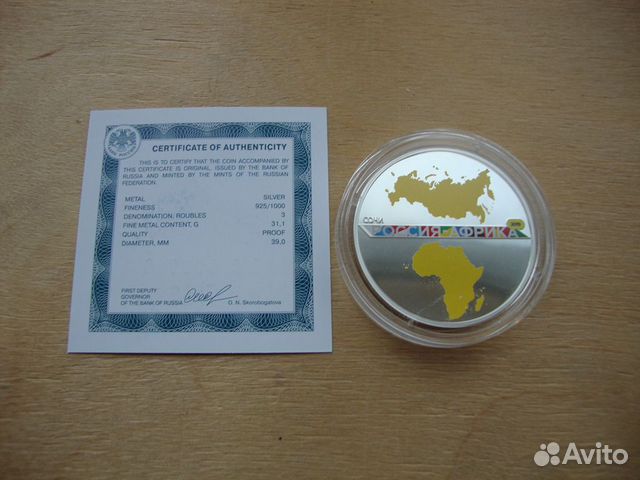 CERTIFICATE OF AUTHENTICITY
THIS IS TO CERTIFY THAT THE COIN ACCOMPANIED BY
THIS CERTIFICATE IS ORIGINAL, ISSUED BY THE BANK OF
RUSSIA AND MINTED BY THE MINTS OF THE RUSSIAN
FEDERATION.
METAL SILVER
FINENESS 925/1000
DENOMINATION, ROUBLES 3
FINE METAL CONTENT, G 31,1
QUALITY PROOF
DIAMETER, MM 39,0
FIRST DEPUTY
GOVERNOR
OF THE BANK OF RUSSIA O. N. Skorobogatova
СОЧИ
РОССИЯ-АФРИКА
Avito